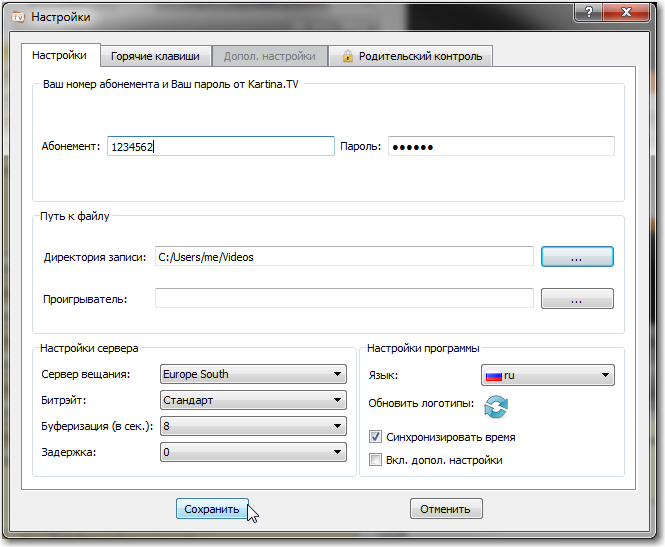 Настройки
Настройки Горячие клавиши Допол. настройки Родительский контроль
Ваш номер абонемента и Ваш пароль от Kartina.TV
Абонемент: 1234562 Пароль: ●●●●●●
Путь к файлу
Директория записи: C:/Users/me/Videos ...
Проигрыватель: ...
Настройки сервера
Сервер вещания: Europe South
Битрэйт: Стандарт
Буферизация (в сек.): 8
Задержка: 0
Настройки программы
Язык: ru
Обновить логотипы:
Синхронизировать время
Вкл. допол. настройки
Сохранить Отменить